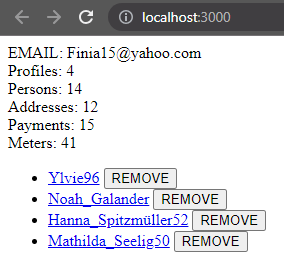 localhost:3000
EMAIL: Finia15@yahoo.com
Profiles: 4
Persons: 14
Addresses: 12
Payments: 15
Meters: 41
Ylvie96 REMOVE
Noah_Galander REMOVE
Hanna_Spitzmüller52 REMOVE
Mathilda_Seelig50 REMOVE